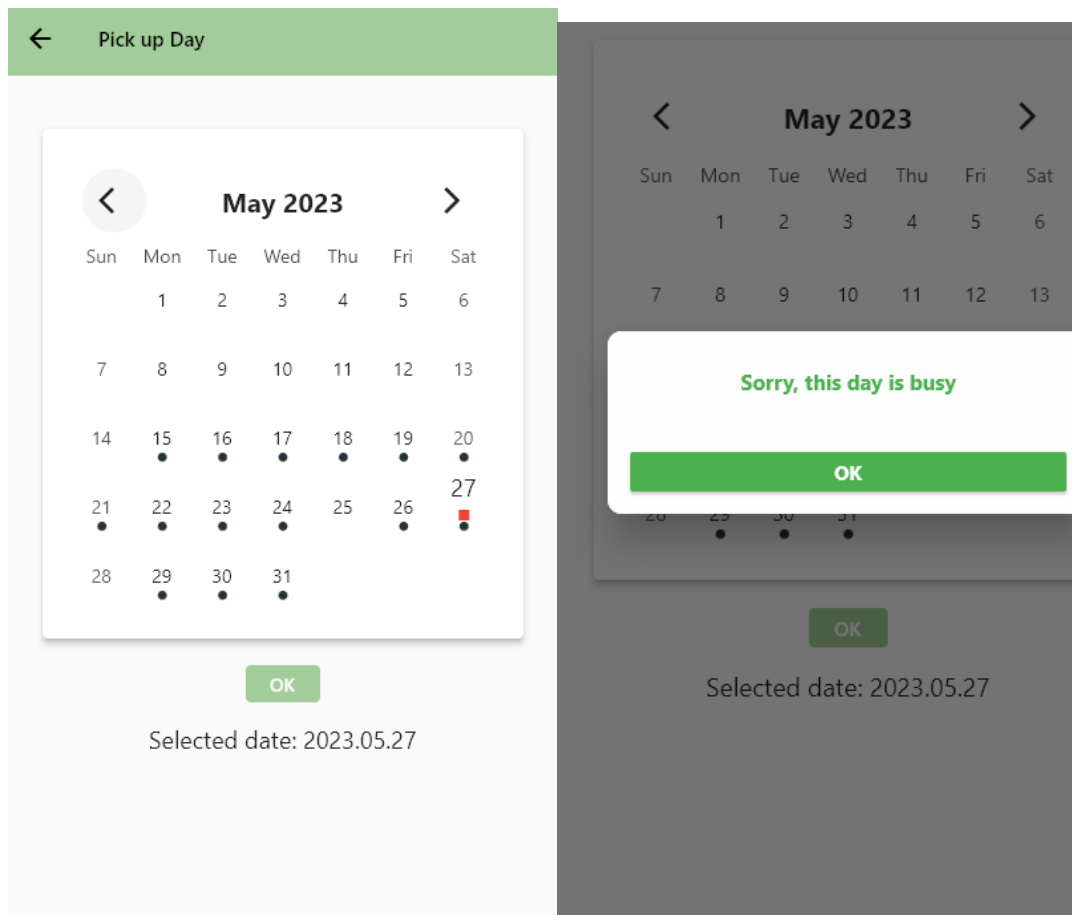 Pick up Day
May 2023
Sun Mon Tue Wed Thu Fri Sat
1 2 3 4 5 6
7 8 9 10 11 12 13
14 15 16 17 18 19 20
21 22 23 24 25 26 27
28 29 30 31
OK
Selected date: 2023.05.27
May 2023
Sun Mon Tue Wed Thu Fri Sat
1 2 3 4 5 6
7 8 9 10 11 12 13
Sorry, this day is busy
OK
28 29 30 31
OK
Selected date: 2023.05.27